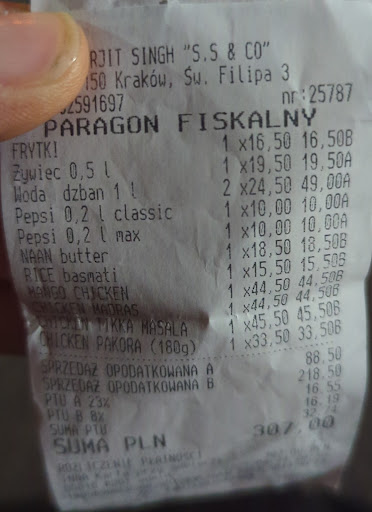 RJIT SINGH "S.S & CO"
150 Kraków, Św. Filipa 3
62591697 nr:25787
PARAGON FISKALNY
FRYTKI 1 x16,50 16,50B
Żywiec 0,5 l 1 x19,50 19,50A
Woda dzban 1 l 2 x24,50 49,00A
Pepsi 0,2 l classic 1 x10,00 10,00A
Pepsi 0,2 l max 1 x10,00 10,00A
NAAN butter 1 x18,50 18,50B
RICE basmati 1 x15,50 15,50B
MANGO CHICKEN 1 x44,50 44,50B
CHICKEN MADRAS 1 x44,50 44,50B
CHICKEN TIKKA MASALA 1 x45,50 45,50B
CHICKEN PAKORA (180g) 1 x33,50 33,50B
SPRZEDAŻ OPODATKOWANA A 88,50
SPRZEDAŻ OPODATKOWANA B 218,50
PTU A 23% 16,55
PTU B 8% 16,19
SUMA PTU 32,74
SUMA PLN 307,00
ROZLICZENIE PŁATNOŚCI